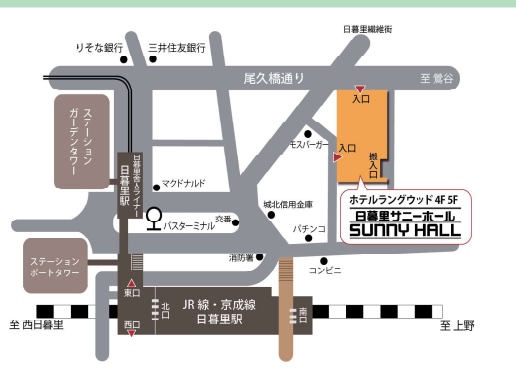 日暮里繊維街
りそな銀行
三井住友銀行
尾久橋通り
至 鶯谷
ステーション
ガーデンタワー
入口
モスバーガー
入口
搬入口
日暮里舎人ライナー
日暮里駅
マクドナルド
ホテルラングウッド 4F 5F
日暮里サニーホール
SUNNY HALL
城北信用金庫
交番
バスターミナル
パチンコ
ステーション
ポートタワー
消防署
コンビニ
東口
北口
JR 線・京成線
日暮里駅
南口
西口
至 西日暮里
至 上野